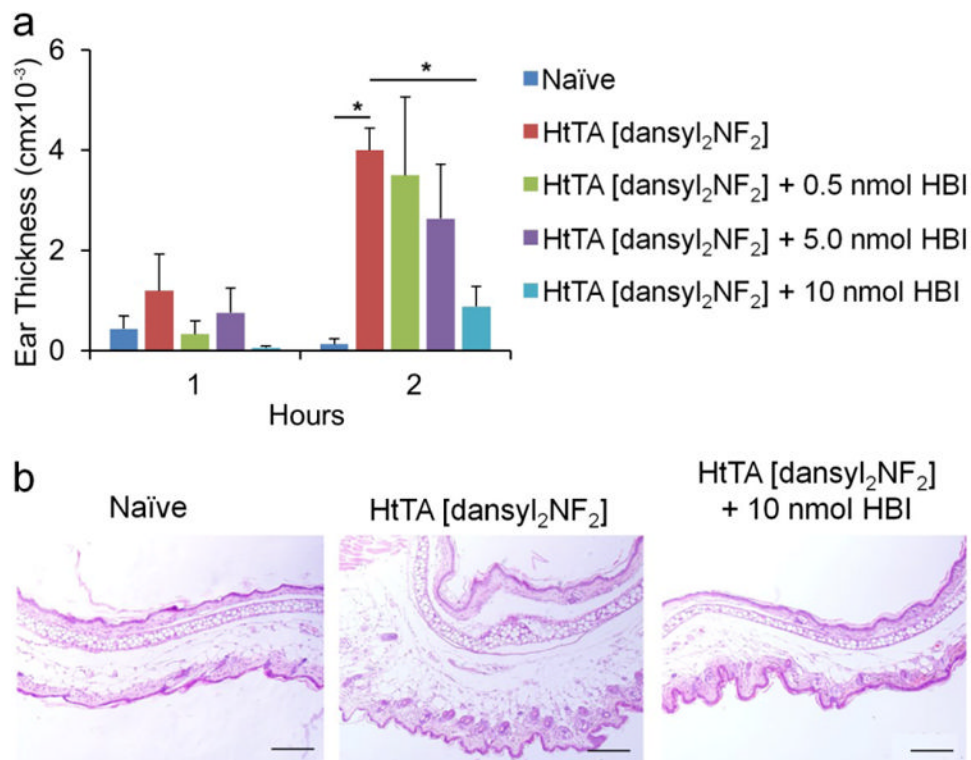 a
Ear Thickness (cmx10⁻³)
6
4
2
0
*
*
1
2
Hours
Naïve
HtTA [dansyl₂NF₂]
HtTA [dansyl₂NF₂] + 0.5 nmol HBI
HtTA [dansyl₂NF₂] + 5.0 nmol HBI
HtTA [dansyl₂NF₂] + 10 nmol HBI
b
Naïve
HtTA [dansyl₂NF₂]
HtTA [dansyl₂NF₂]
+ 10 nmol HBI